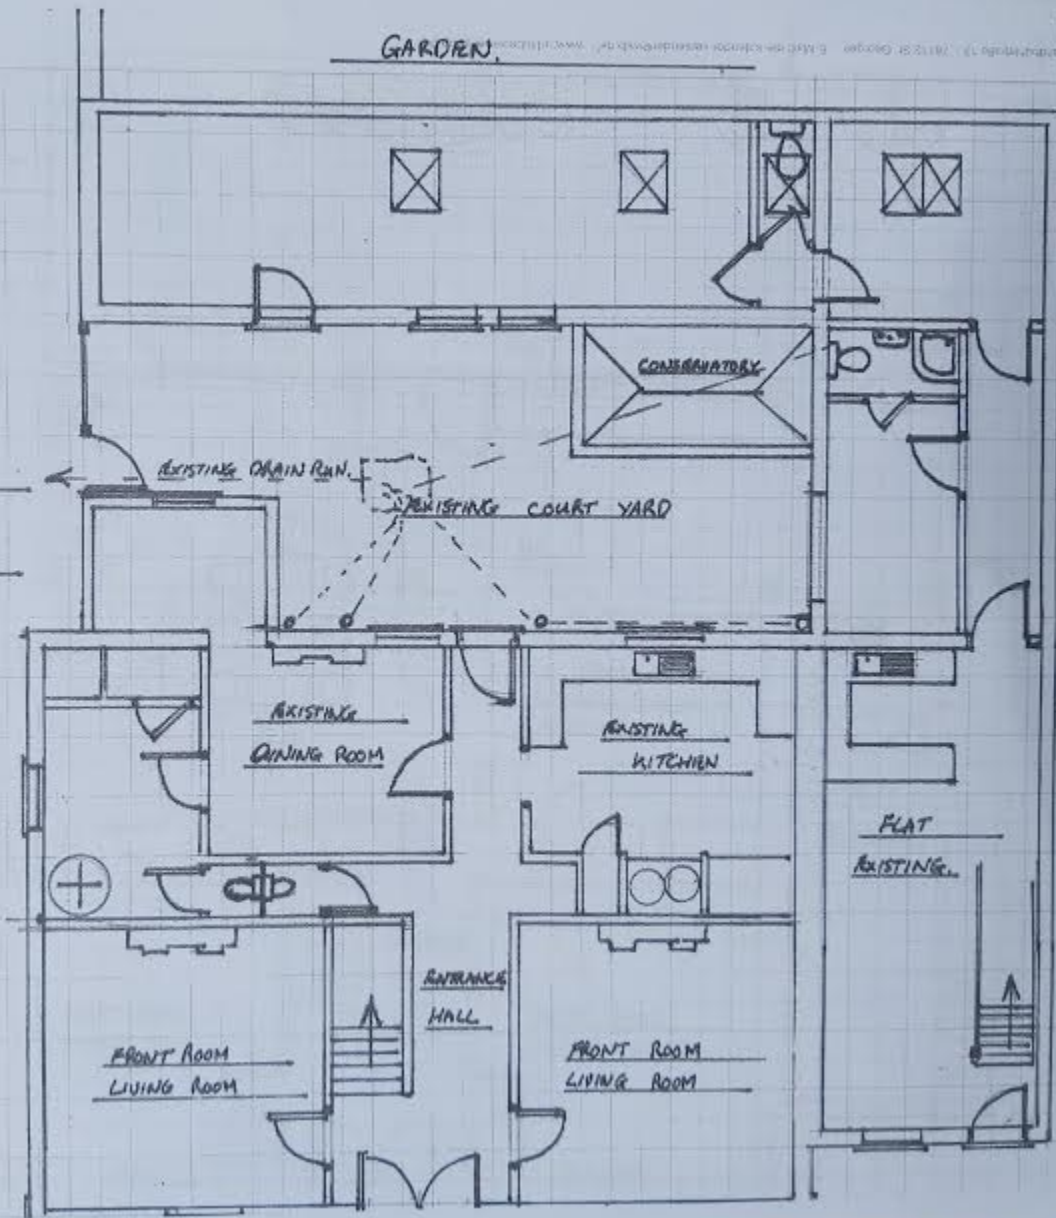 GARDEN.
CONSERVATORY
EXISTING DRAIN RUN.
EXISTING COURT YARD
EXISTING
DINING ROOM
EXISTING
KITCHEN
FLAT
EXISTING.
ENTRANCE
HALL
FRONT ROOM
LIVING ROOM
FRONT ROOM
LIVING ROOM